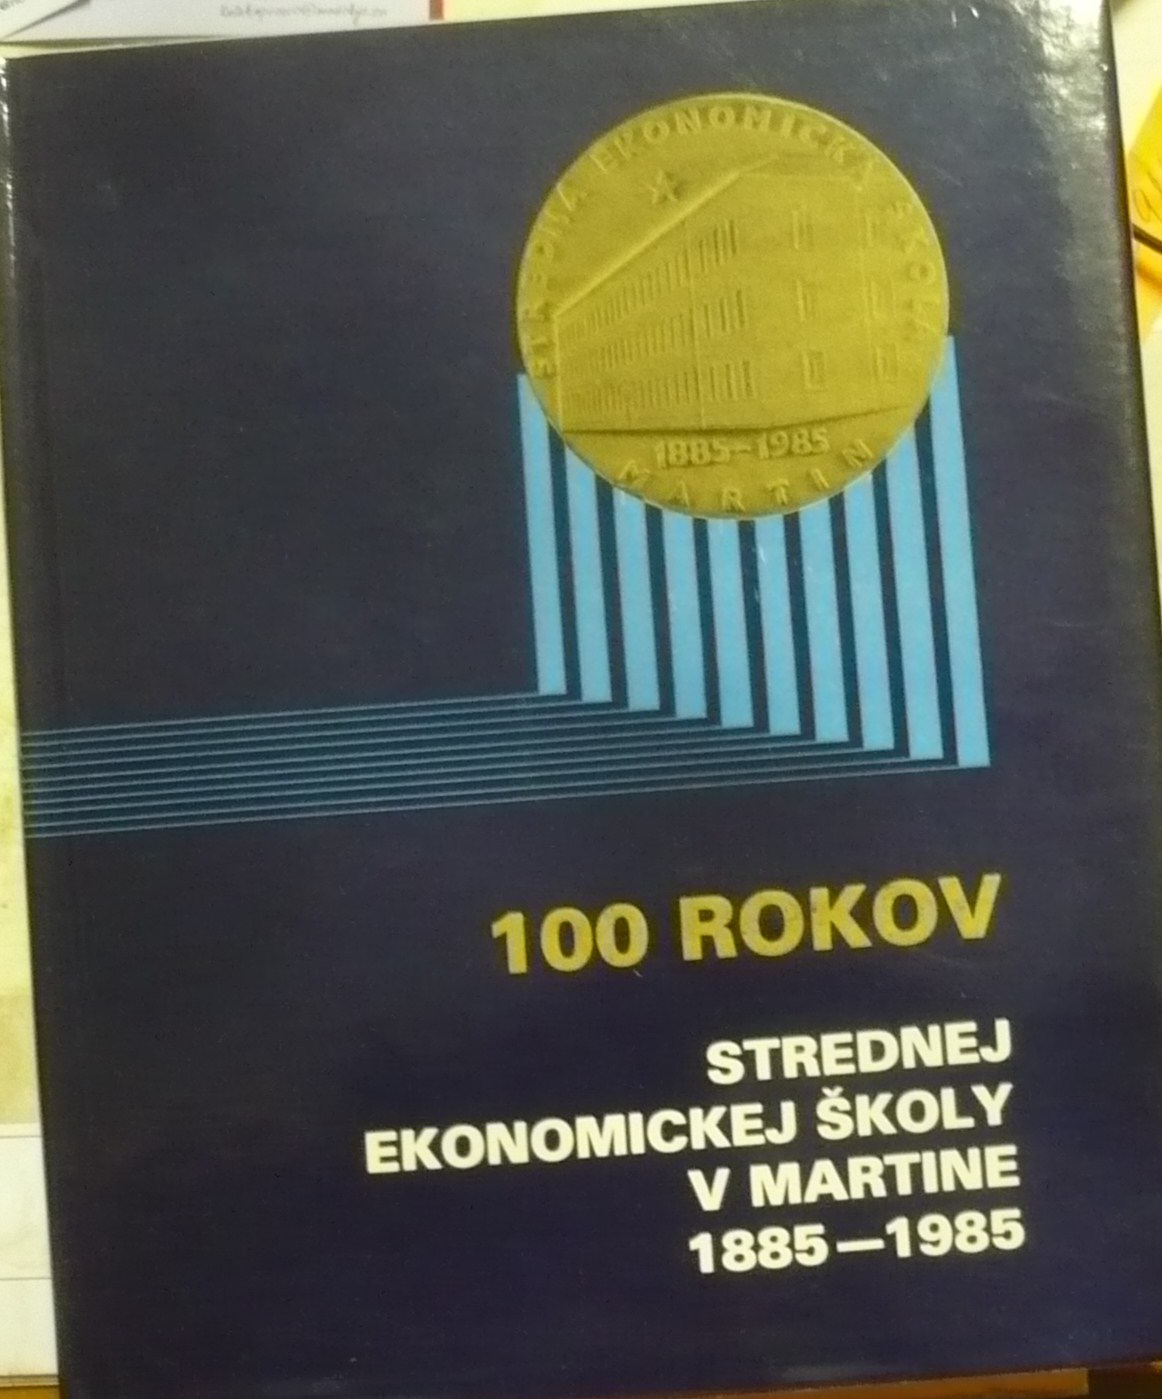 STREDNÁ EKONOMICKÁ ŠKOLA
1885-1985
MARTIN
100 ROKOV
STREDNEJ
EKONOMICKEJ ŠKOLY
V MARTINE
1885—1985